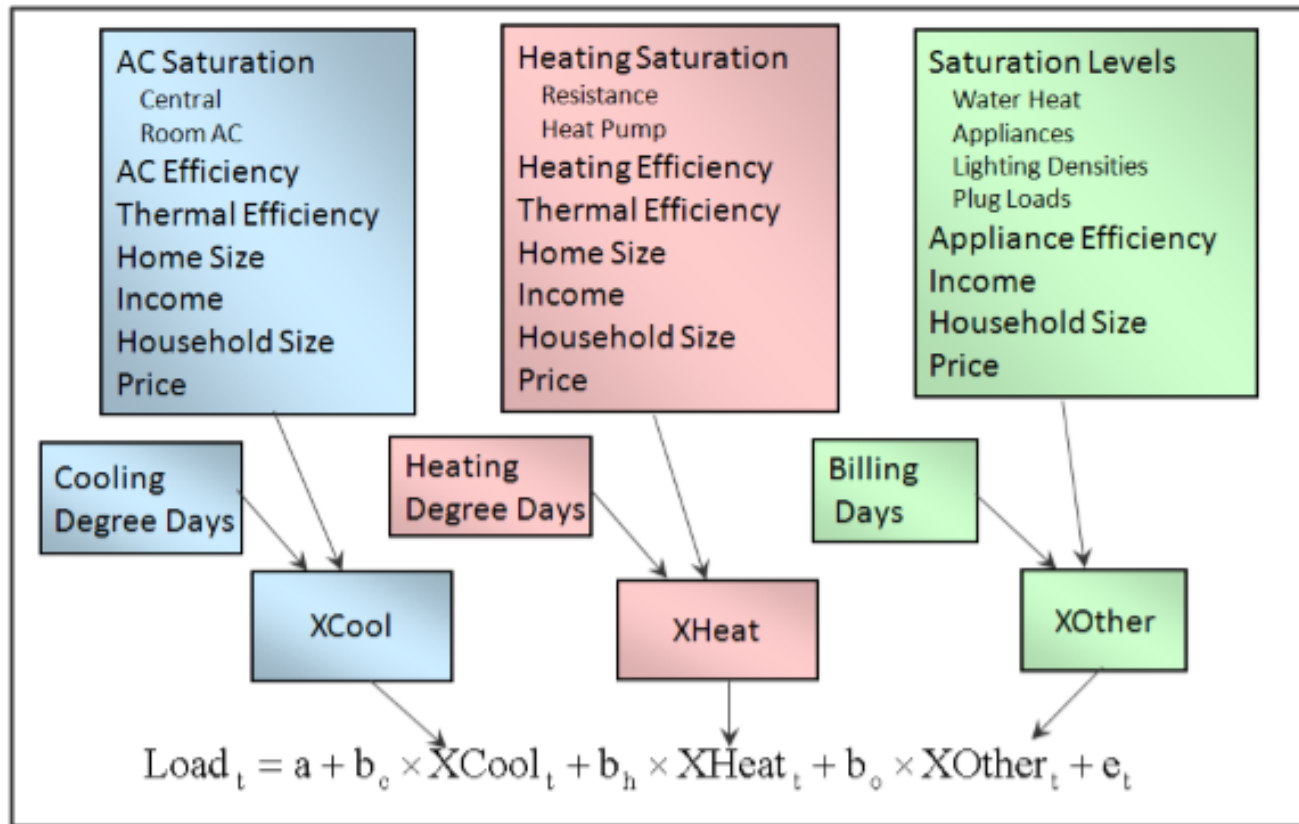 AC Saturation
Central
Room AC
AC Efficiency
Thermal Efficiency
Home Size
Income
Household Size
Price
Heating Saturation
Resistance
Heat Pump
Heating Efficiency
Thermal Efficiency
Home Size
Income
Household Size
Price
Saturation Levels
Water Heat
Appliances
Lighting Densities
Plug Loads
Appliance Efficiency
Income
Household Size
Price
Cooling
Degree Days
Heating
Degree Days
Billing
Days
XCool
XHeat
XOther
Load_t = a + b_c × XCool_t + b_h × XHeat_t + b_o × XOther_t + e_t